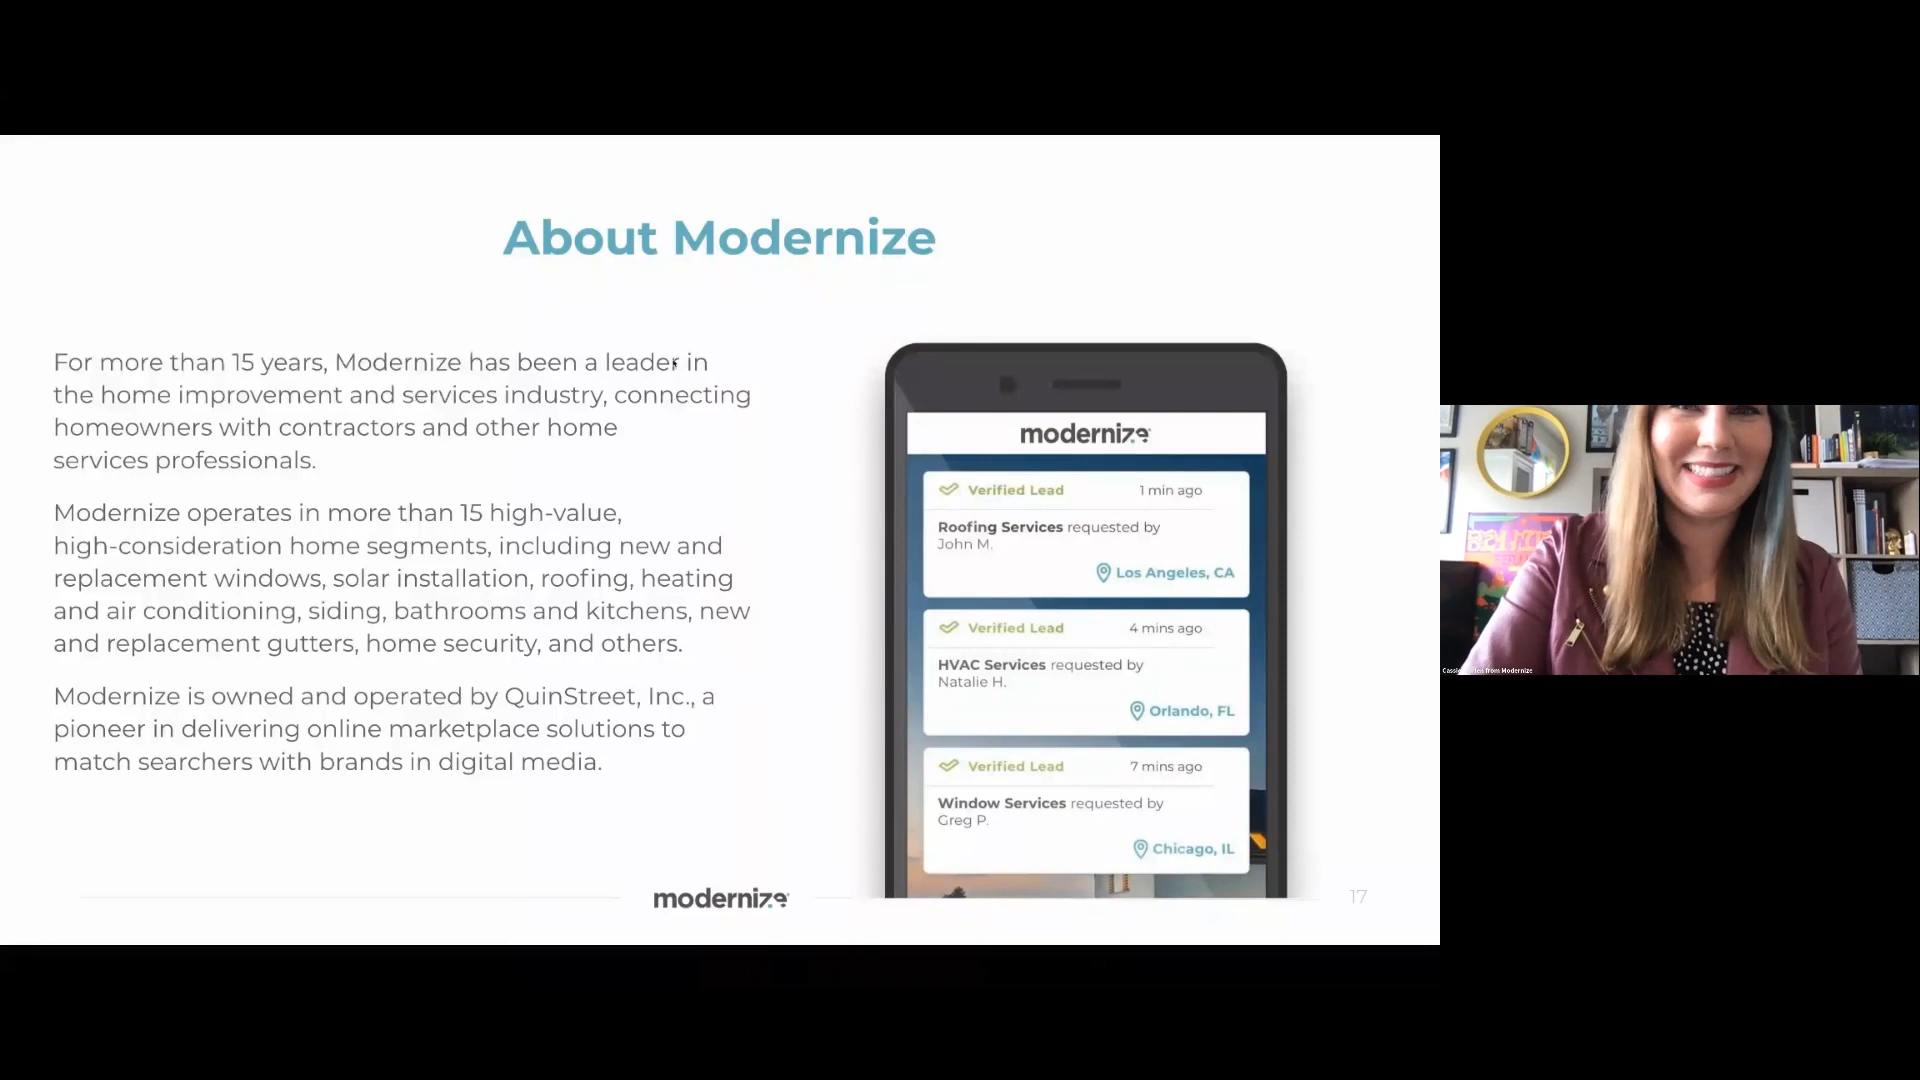 About Modernize
For more than 15 years, Modernize has been a leader in
the home improvement and services industry, connecting
homeowners with contractors and other home
services professionals.
Modernize operates in more than 15 high-value,
high-consideration home segments, including new and
replacement windows, solar installation, roofing, heating
and air conditioning, siding, bathrooms and kitchens, new
and replacement gutters, home security, and others.
Modernize is owned and operated by QuinStreet, Inc., a
pioneer in delivering online marketplace solutions to
match searchers with brands in digital media.
modernize
Verified Lead 1 min ago
Roofing Services requested by
John M.
Los Angeles, CA
Verified Lead 4 mins ago
HVAC Services requested by
Natalie H.
Orlando, FL
Verified Lead 7 mins ago
Window Services requested by
Greg P.
Chicago, IL
modernize
17
from Modernize